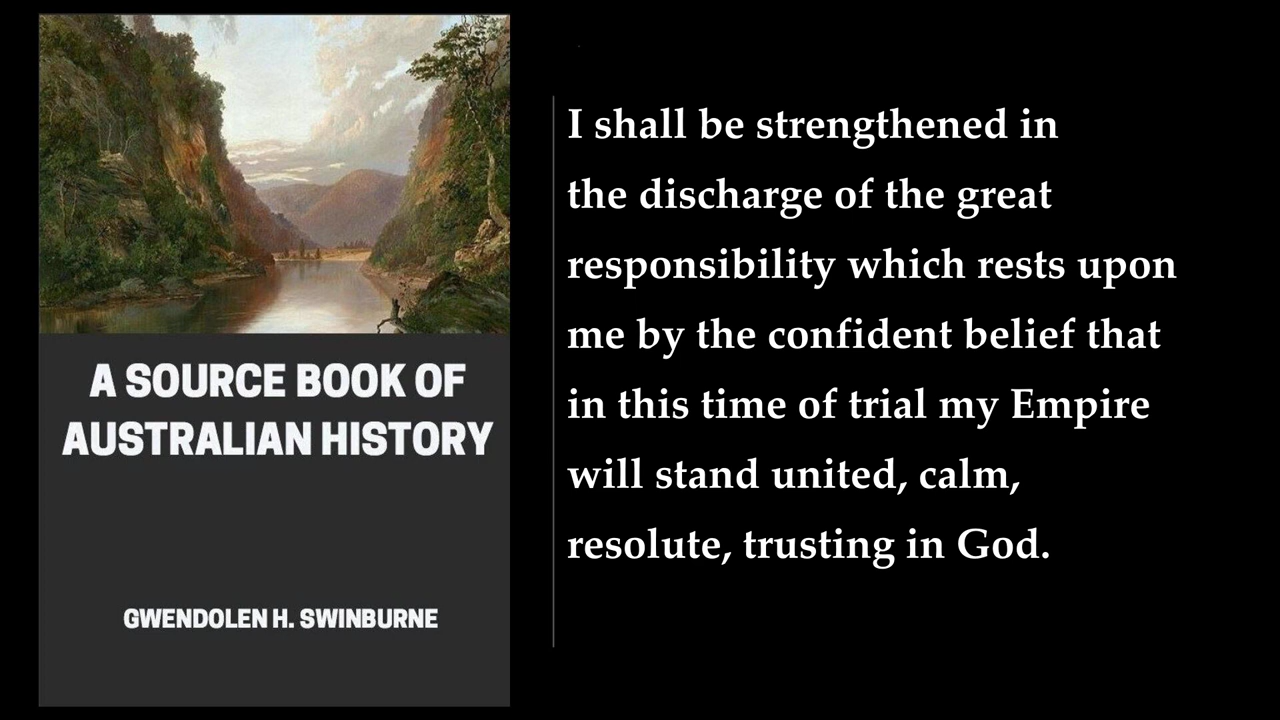 A SOURCE BOOK OF
AUSTRALIAN HISTORY
GWENDOLEN H. SWINBURNE
I shall be strengthened in
the discharge of the great
responsibility which rests upon
me by the confident belief that
in this time of trial my Empire
will stand united, calm,
resolute, trusting in God.